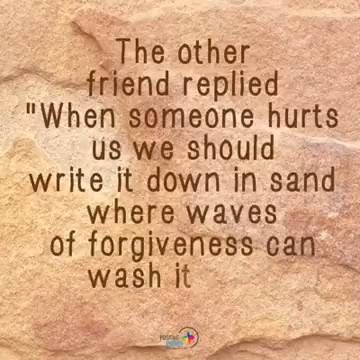 The other
friend replied
"When someone hurts
us we should
write it down in sand
where waves
of forgiveness can
wash it